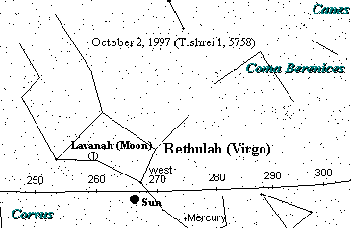 Canes
October 2, 1997 (Tishrei 1, 5758)
Coma Berenices
Lavanah (Moon)
Bethulah (Virgo)
west
250 260 270 280 290 300
Sun
Corvus
Mercury